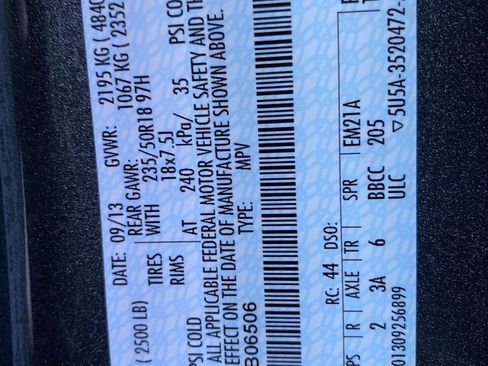 DATE: 09/13 GVWR: 2195 KG ( 484
REAR GAWR: 1067 KG ( 2352
( 2500 LB) TIRES WITH 235/50R18 97H
RIMS 18x7.5J
PSI COLD AT 240 kPa/ 35 PSI CO
ALL APPLICABLE FEDERAL MOTOR VEHICLE SAFETY AND TH
EFFECT ON THE DATE OF MANUFACTURE SHOWN ABOVE.
B06506 TYPE: MPV
RC: 44 DSO:
PS R AXLE TR SPR EM21A
2 3A 6 BBCC 205
01309256899 ULC ▽5U5A-3520472-